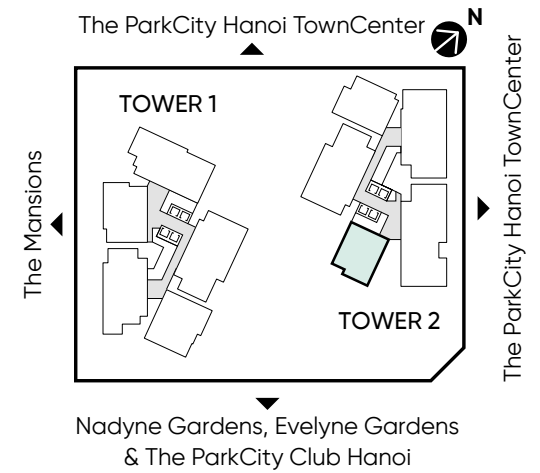 The ParkCity Hanoi TownCenter
N
TOWER 1
The Mansions
The ParkCity Hanoi TownCenter
TOWER 2
Nadyne Gardens, Evelyne Gardens
& The ParkCity Club Hanoi